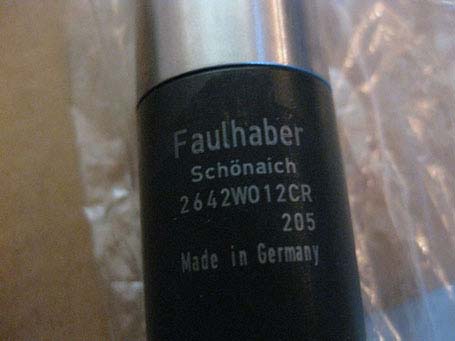 Faulhaber
Schönaich
2642W012CR
205
Made in Germany